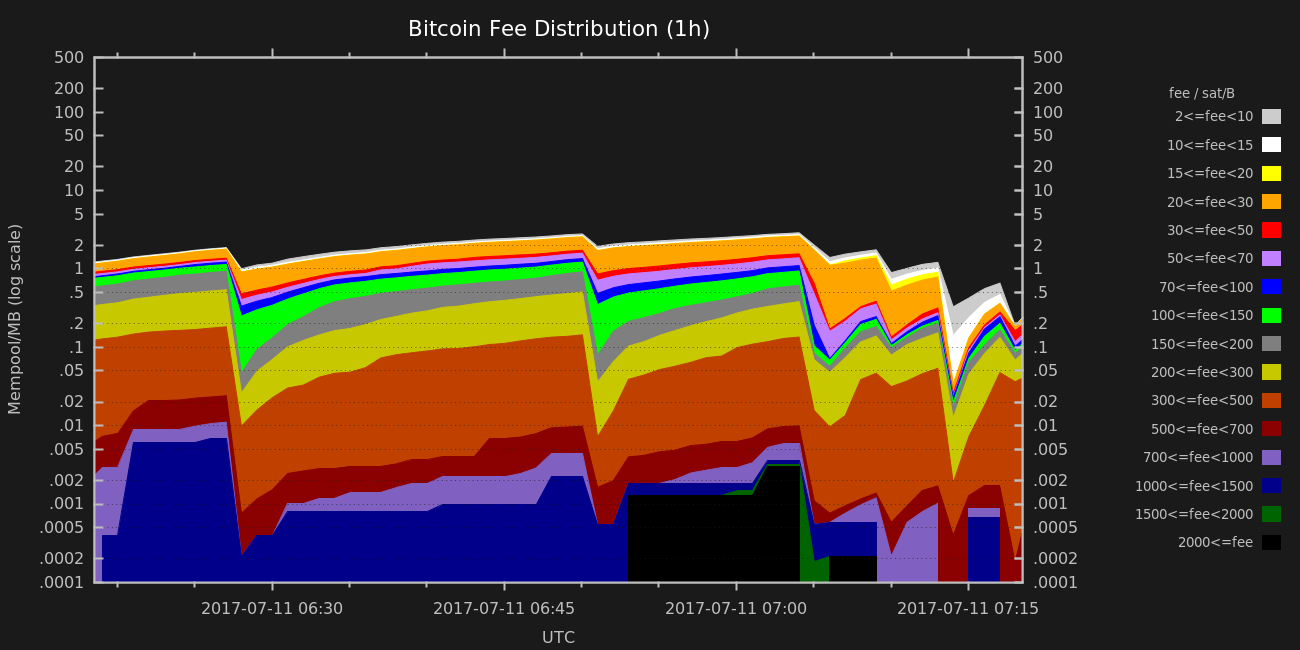 Bitcoin Fee Distribution (1h)
500
200
100
50
20
10
5
2
1
.5
.2
.1
.05
.02
.01
.005
.002
.001
.0005
.0002
.0001
Mempool/MB (log scale)
500
200
100
50
20
10
5
2
1
.5
.2
.1
.05
.02
.01
.005
.002
.001
.0005
.0002
.0001
2017-07-11 06:30 2017-07-11 06:45 2017-07-11 07:00 2017-07-11 07:15
UTC
fee / sat/B
2<=fee<10
10<=fee<15
15<=fee<20
20<=fee<30
30<=fee<50
50<=fee<70
70<=fee<100
100<=fee<150
150<=fee<200
200<=fee<300
300<=fee<500
500<=fee<700
700<=fee<1000
1000<=fee<1500
1500<=fee<2000
2000<=fee